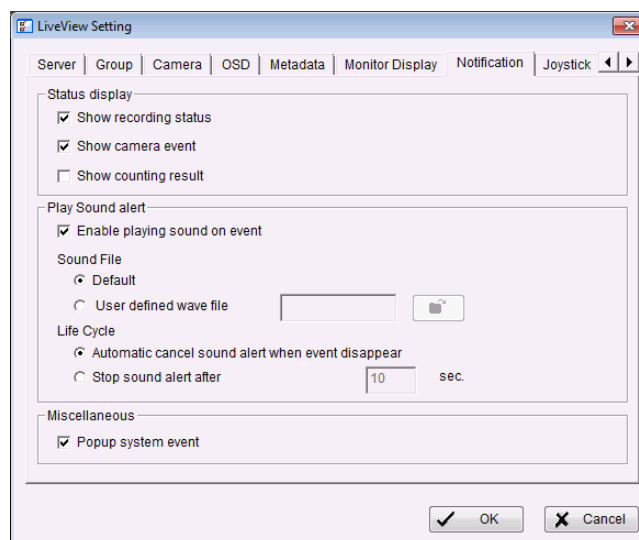 LiveView Setting
Server Group Camera OSD Metadata Monitor Display Notification Joystick
Status display
Show recording status
Show camera event
Show counting result
Play Sound alert
Enable playing sound on event
Sound File
Default
User defined wave file
Life Cycle
Automatic cancel sound alert when event disappear
Stop sound alert after 10 sec.
Miscellaneous
Popup system event
OK Cancel